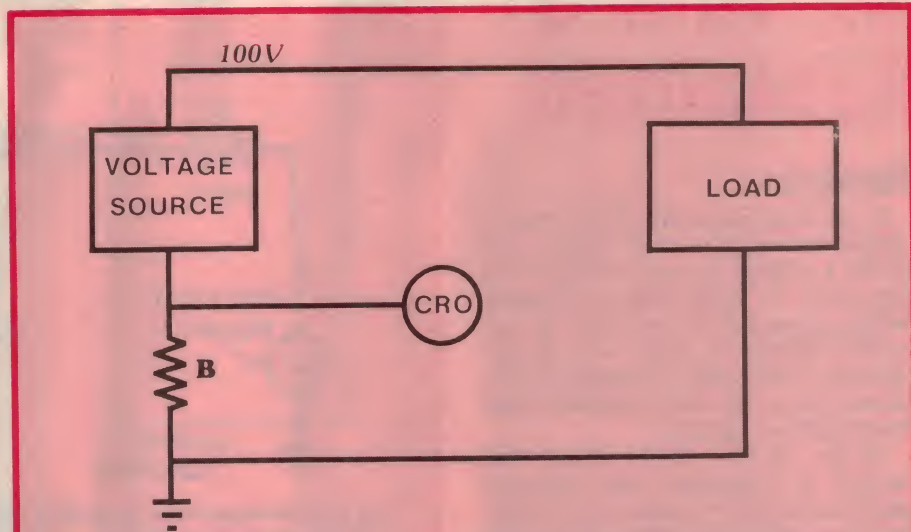 100V
VOLTAGE
SOURCE
LOAD
CRO
B